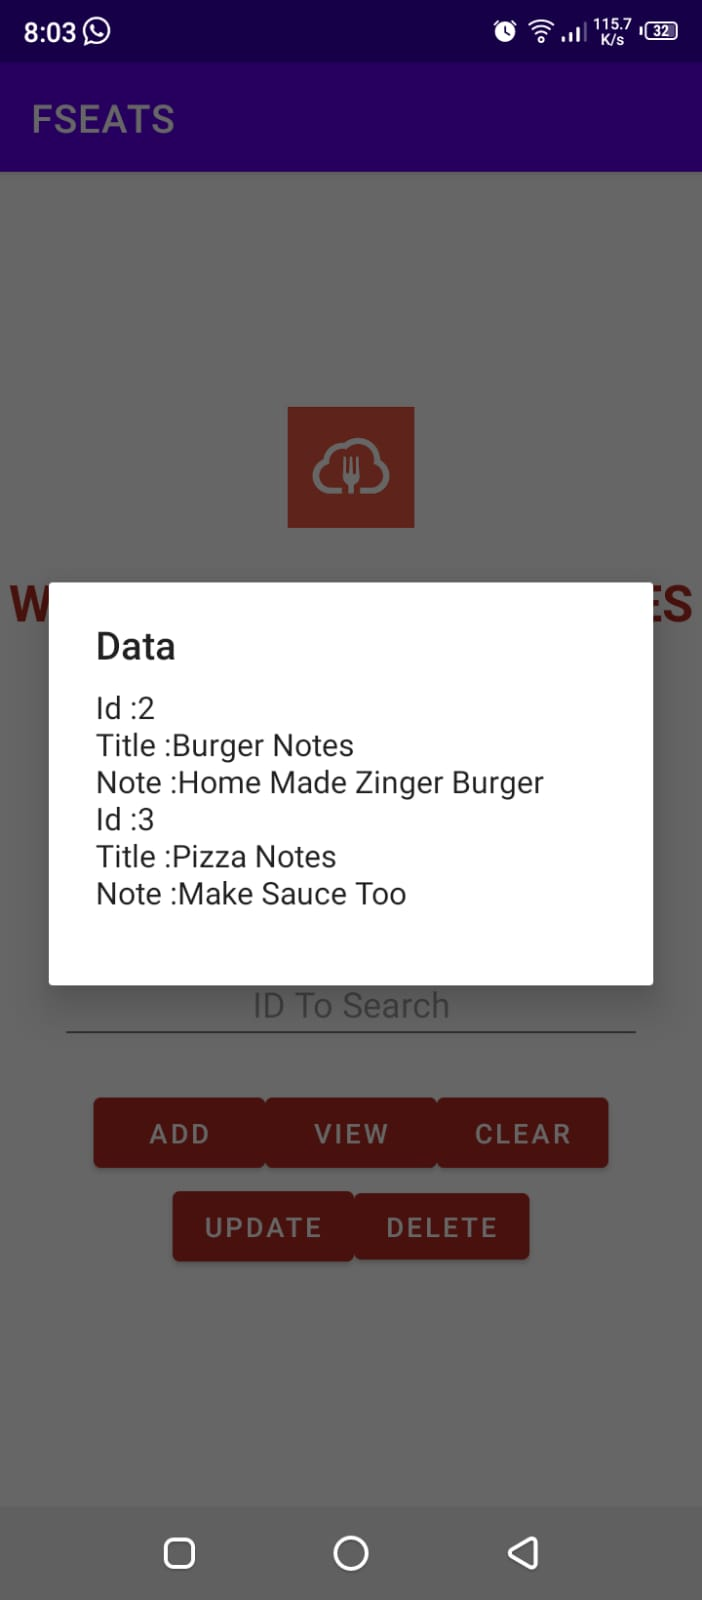 8:03
115.7
K/s
32
FSEATS
Data
Id :2
Title :Burger Notes
Note :Home Made Zinger Burger
Id :3
Title :Pizza Notes
Note :Make Sauce Too
ID To Search
ADD VIEW CLEAR
UPDATE DELETE